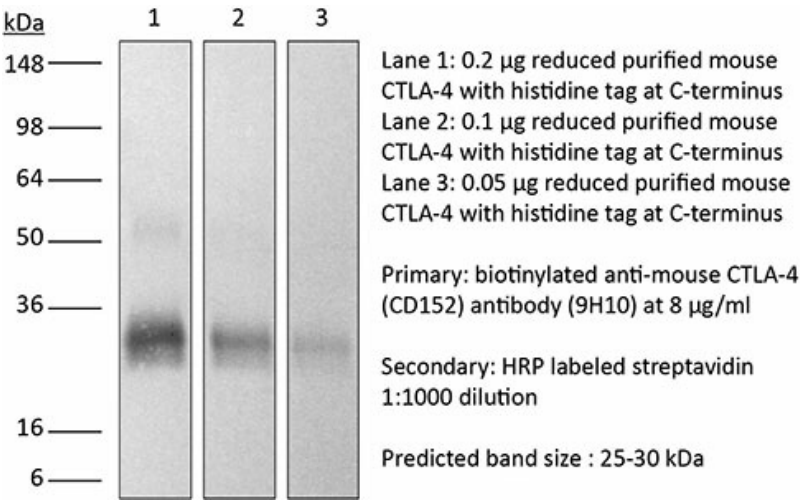 kDa
1 2 3
148
98
64
50
36
16
6
Lane 1: 0.2 µg reduced purified mouse
CTLA-4 with histidine tag at C-terminus
Lane 2: 0.1 µg reduced purified mouse
CTLA-4 with histidine tag at C-terminus
Lane 3: 0.05 µg reduced purified mouse
CTLA-4 with histidine tag at C-terminus
Primary: biotinylated anti-mouse CTLA-4
(CD152) antibody (9H10) at 8 µg/ml
Secondary: HRP labeled streptavidin
1:1000 dilution
Predicted band size : 25-30 kDa